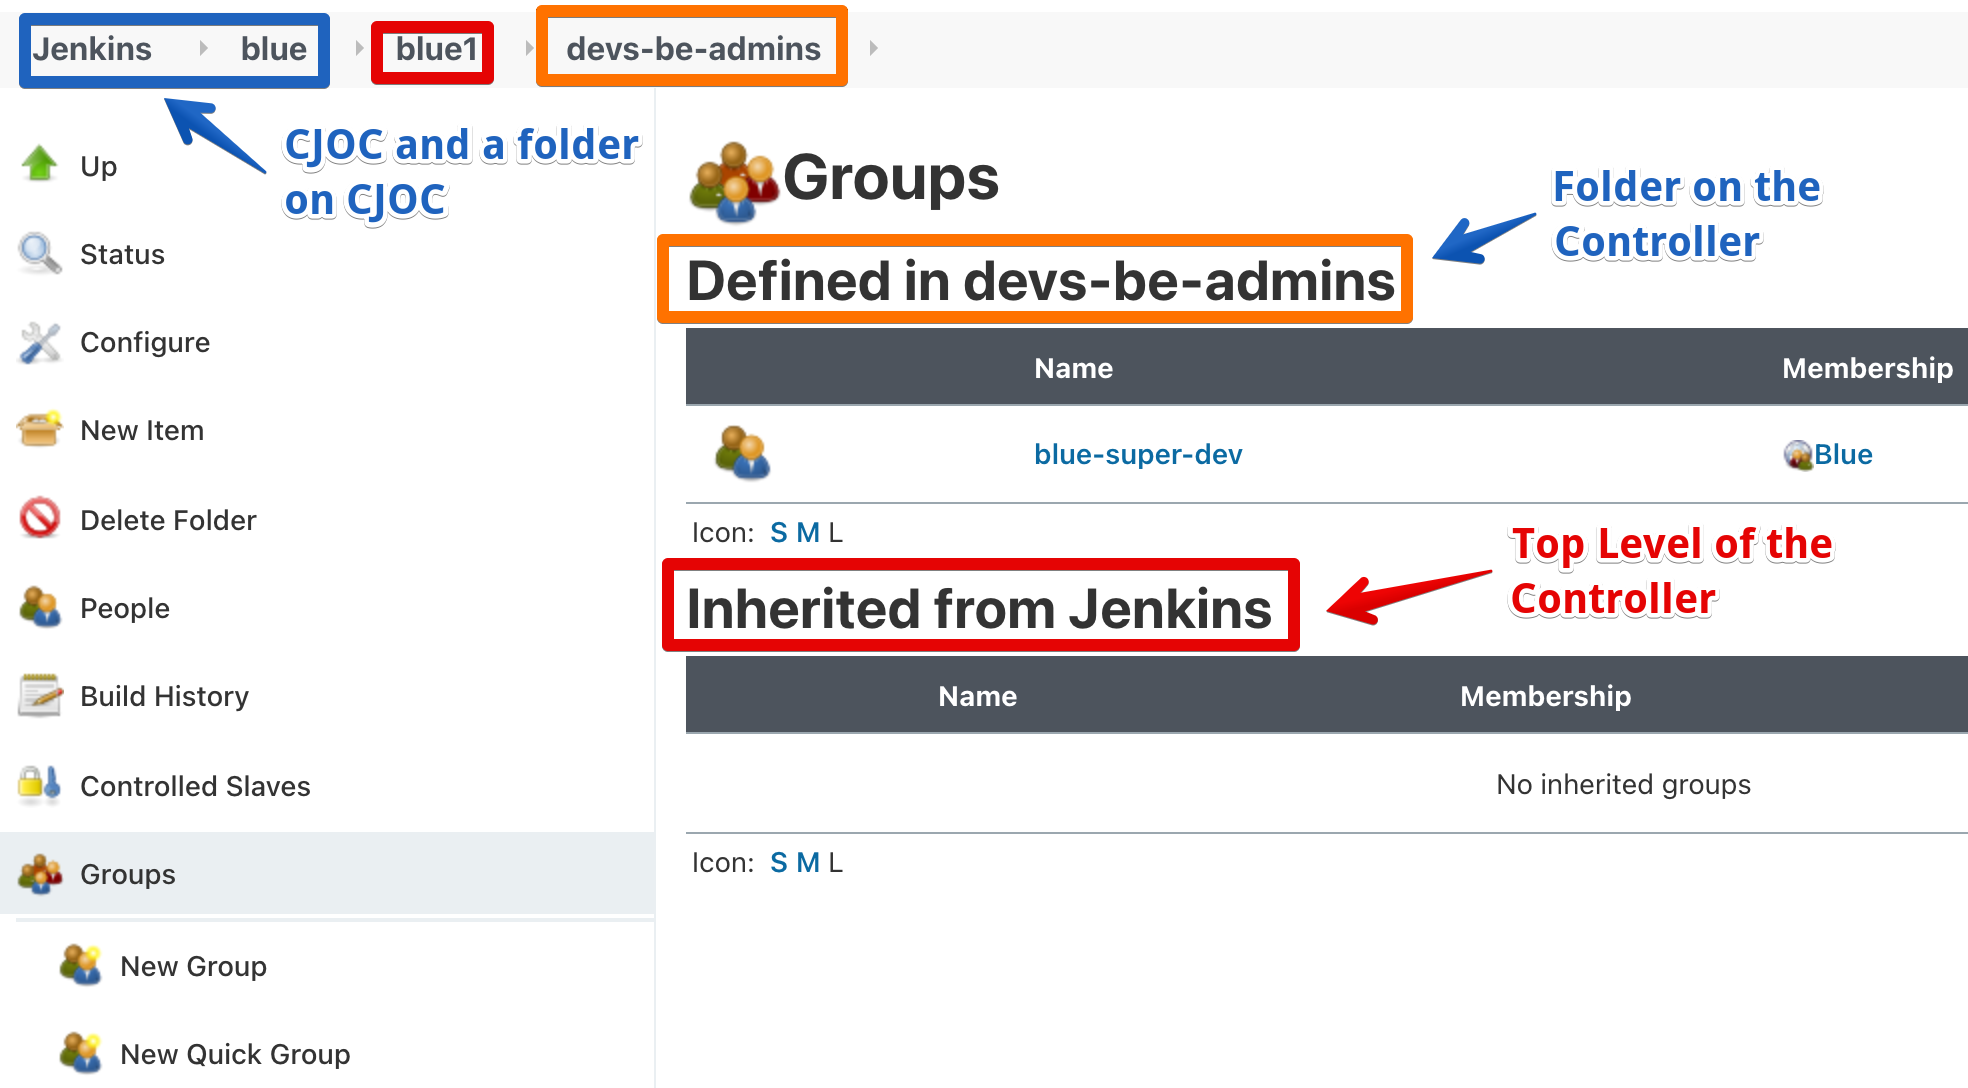 Jenkins blue blue1 devs-be-admins
CJOC and a folder
on CJOC
Up
Status
Configure
New Item
Delete Folder
People
Build History
Controlled Slaves
Groups
New Group
New Quick Group
Groups
Folder on the
Controller
Defined in devs-be-admins
Name Membership
blue-super-dev Blue
Icon: S M L
Top Level of the
Controller
Inherited from Jenkins
Name Membership
No inherited groups
Icon: S M L